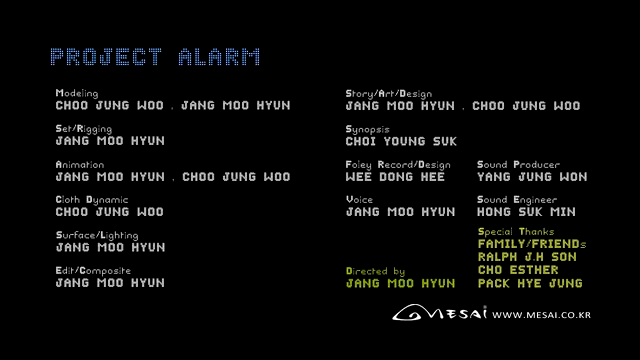 PROJECT ALARM
Modeling
CHOO JUNG WOO . JANG MOO HYUN
Set/Rigging
JANG MOO HYUN
Animation
JANG MOO HYUN . CHOO JUNG WOO
Cloth Dynamic
CHOO JUNG WOO
Surface/Lighting
JANG MOO HYUN
Edit/Composite
JANG MOO HYUN
Story/Art/Design
JANG MOO HYUN . CHOO JUNG WOO
Synopsis
CHOI YOUNG SUK
Foley Record/Design
WEE DONG HEE
Sound Producer
YANG JUNG WON
Voice
JANG MOO HYUN
Sound Engineer
HONG SUK MIN
Directed by
JANG MOO HYUN
Special Thanks
FAMILY/FRIENDs
RALPH J.H SON
CHO ESTHER
PACK HYE JUNG
MESAI WWW.MESAI.CO.KR